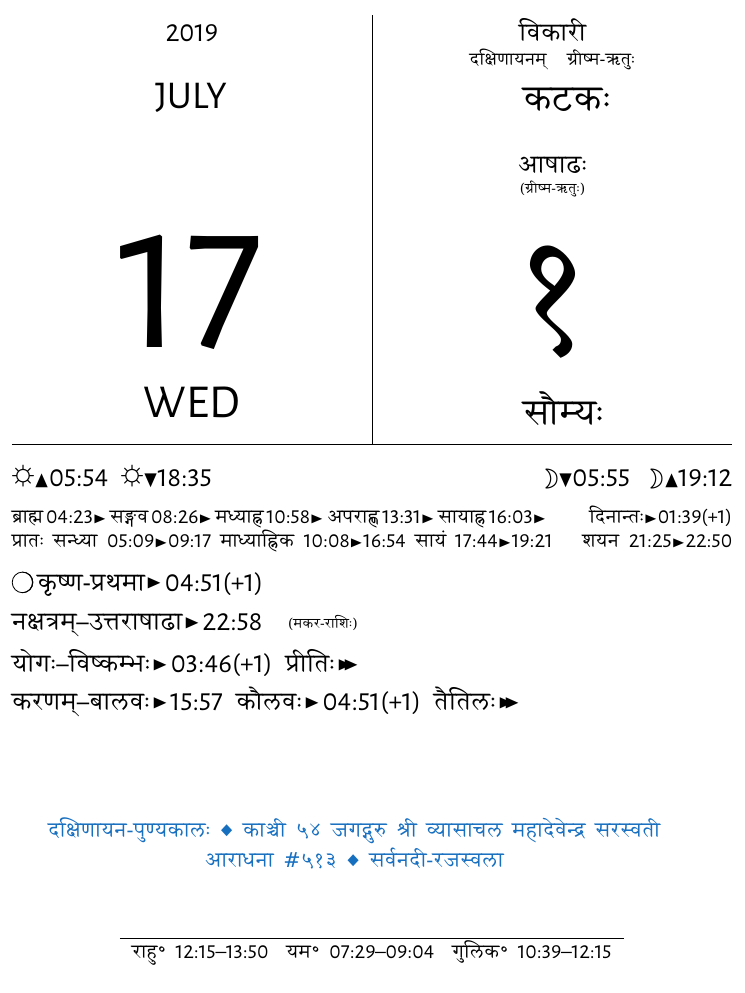 2019
JULY
17
WED
विकारी
दक्षिणायनम् ग्रीष्म-ऋतुः
कटकः
आषाढः
(ग्रीष्म-ऋतुः)
१
सौम्यः
☼▲05:54 ☼▼18:35 ☽▼05:55 ☽▲19:12
ब्राह्म 04:23► सङ्गव 08:26► मध्याह्न 10:58► अपराह्ण 13:31► सायाह्न 16:03► दिनान्तः►01:39(+1)
प्रातः सन्ध्या 05:09►09:17 माध्याह्निक 10:08►16:54 सायं 17:44►19:21 शयन 21:25►22:50
○ कृष्ण-प्रथमा► 04:51(+1)
नक्षत्रम्–उत्तराषाढा► 22:58 (मकर-राशिः)
योगः–विष्कम्भः► 03:46(+1) प्रीतिः►►
करणम्–बालवः►15:57 कौलवः►04:51(+1) तैतिलः►►
दक्षिणायन-पुण्यकालः ◆ काञ्ची ५४ जगद्गुरु श्री व्यासाचल महादेवेन्द्र सरस्वती
आराधना #५१३ ◆ सर्वनदी-रजस्वला
राहु° 12:15–13:50 यम° 07:29–09:04 गुलिक° 10:39–12:15